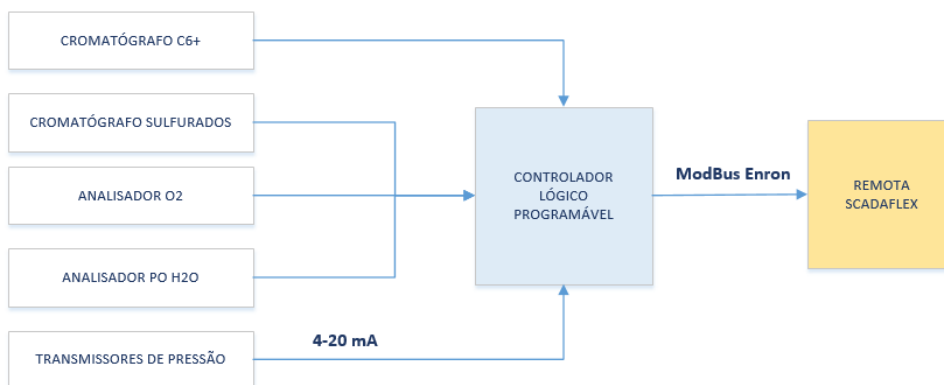 CROMATÓGRAFO C6+
CROMATÓGRAFO SULFURADOS
ANALISADOR O2
ANALISADOR PO H2O
TRANSMISSORES DE PRESSÃO
4-20 mA
CONTROLADOR
LÓGICO
PROGRAMÁVEL
ModBus Enron
REMOTA
SCADAFLEX